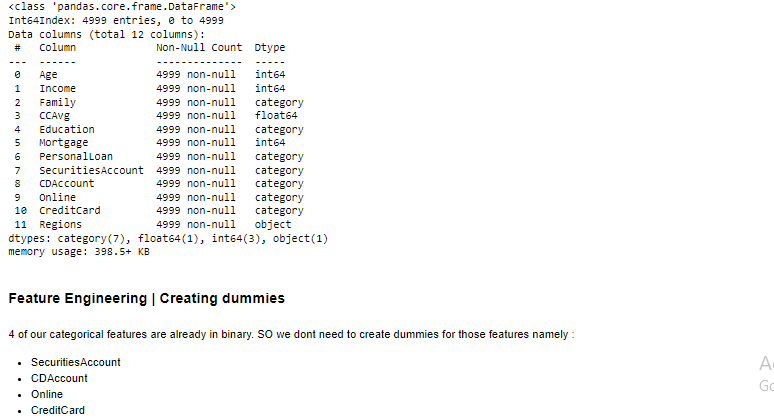 <class 'pandas.core.frame.DataFrame'>
Int64Index: 4999 entries, 0 to 4999
Data columns (total 12 columns):
 #   Column             Non-Null Count  Dtype
---  ------             --------------  -----
 0   Age                4999 non-null   int64
 1   Income             4999 non-null   int64
 2   Family             4999 non-null   category
 3   CCAvg              4999 non-null   float64
 4   Education          4999 non-null   category
 5   Mortgage           4999 non-null   int64
 6   PersonalLoan       4999 non-null   category
 7   SecuritiesAccount  4999 non-null   category
 8   CDAccount          4999 non-null   category
 9   Online             4999 non-null   category
 10  CreditCard         4999 non-null   category
 11  Regions            4999 non-null   object
dtypes: category(7), float64(1), int64(3), object(1)
memory usage: 398.5+ KB
Feature Engineering | Creating dummies
4 of our categorical features are already in binary. SO we dont need to create dummies for those features namely :
• SecuritiesAccount
• CDAccount
• Online
• CreditCard